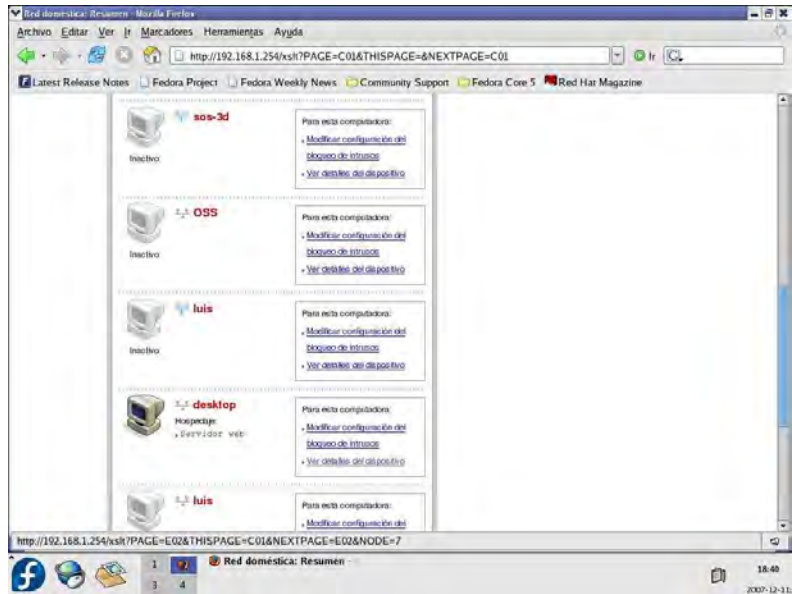 Red doméstica: Resumen - Mozilla Firefox
Archivo Editar Ver Ir Marcadores Herramientas Ayuda
http://192.168.1.254/xslt?PAGE=C01&THISPAGE=&NEXTPAGE=C01
Ir
Latest Release Notes Fedora Project Fedora Weekly News Community Support Fedora Core 5 Red Hat Magazine
sos-3d
Inactivo
Para esta computadora:
Modificar configuración del
bloqueo de intrusos
Ver detalles del dispositivo
OSS
Inactivo
Para esta computadora:
Modificar configuración del
bloqueo de intrusos
Ver detalles del dispositivo
luis
Inactivo
Para esta computadora:
Modificar configuración del
bloqueo de intrusos
Ver detalles del dispositivo
desktop
Hospedaje:
Servidor web
Para esta computadora:
Modificar configuración del
bloqueo de intrusos
Ver detalles del dispositivo
luis
Para esta computadora:
Modificar configuración del
http://192.168.1.254/xslt?PAGE=E02&THISPAGE=C01&NEXTPAGE=E02&NODE=7
1
3 4
Red doméstica: Resumen -
18:40
2007-12-11